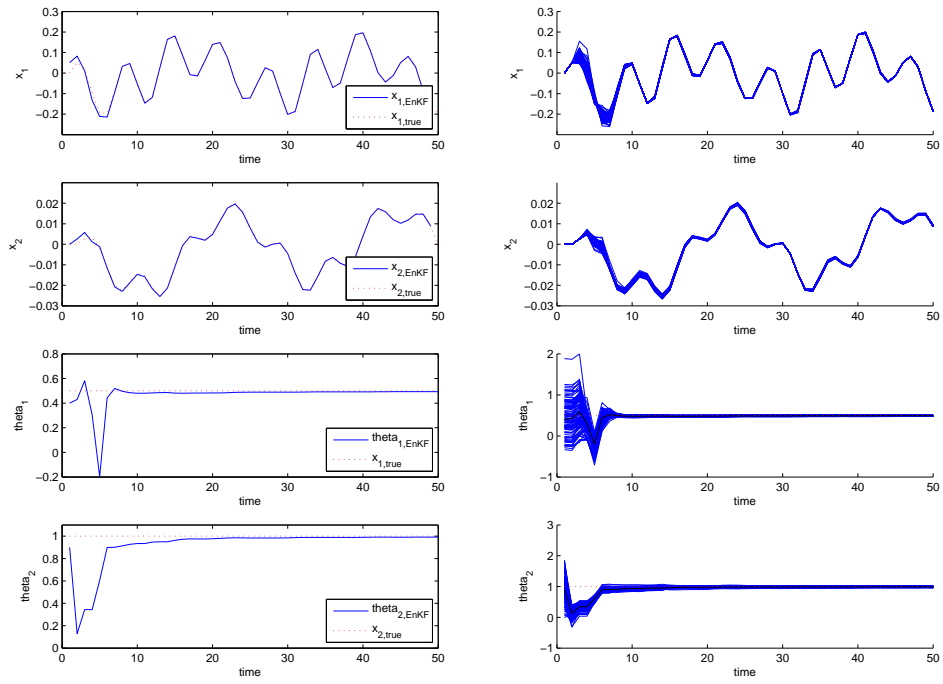 0.3
0.2
0.1
0
−0.1
−0.2
x1
0 10 20 30 40 50
time
x1,EnKF
x1,true
0.3
0.2
0.1
0
−0.1
−0.2
x1
0 10 20 30 40 50
time
0.02
0.01
0
−0.01
−0.02
−0.03
x2
0 10 20 30 40 50
time
x2,EnKF
x2,true
0.02
0.01
0
−0.01
−0.02
−0.03
x2
0 10 20 30 40 50
time
0.8
0.6
0.4
0.2
0
−0.2
theta1
0 10 20 30 40 50
time
theta1,EnKF
x1,true
2
1
0
−1
theta1
0 10 20 30 40 50
time
1
0.8
0.6
0.4
0.2
0
theta2
0 10 20 30 40 50
time
theta2,EnKF
x2,true
3
2
1
0
−1
theta2
0 10 20 30 40 50
time